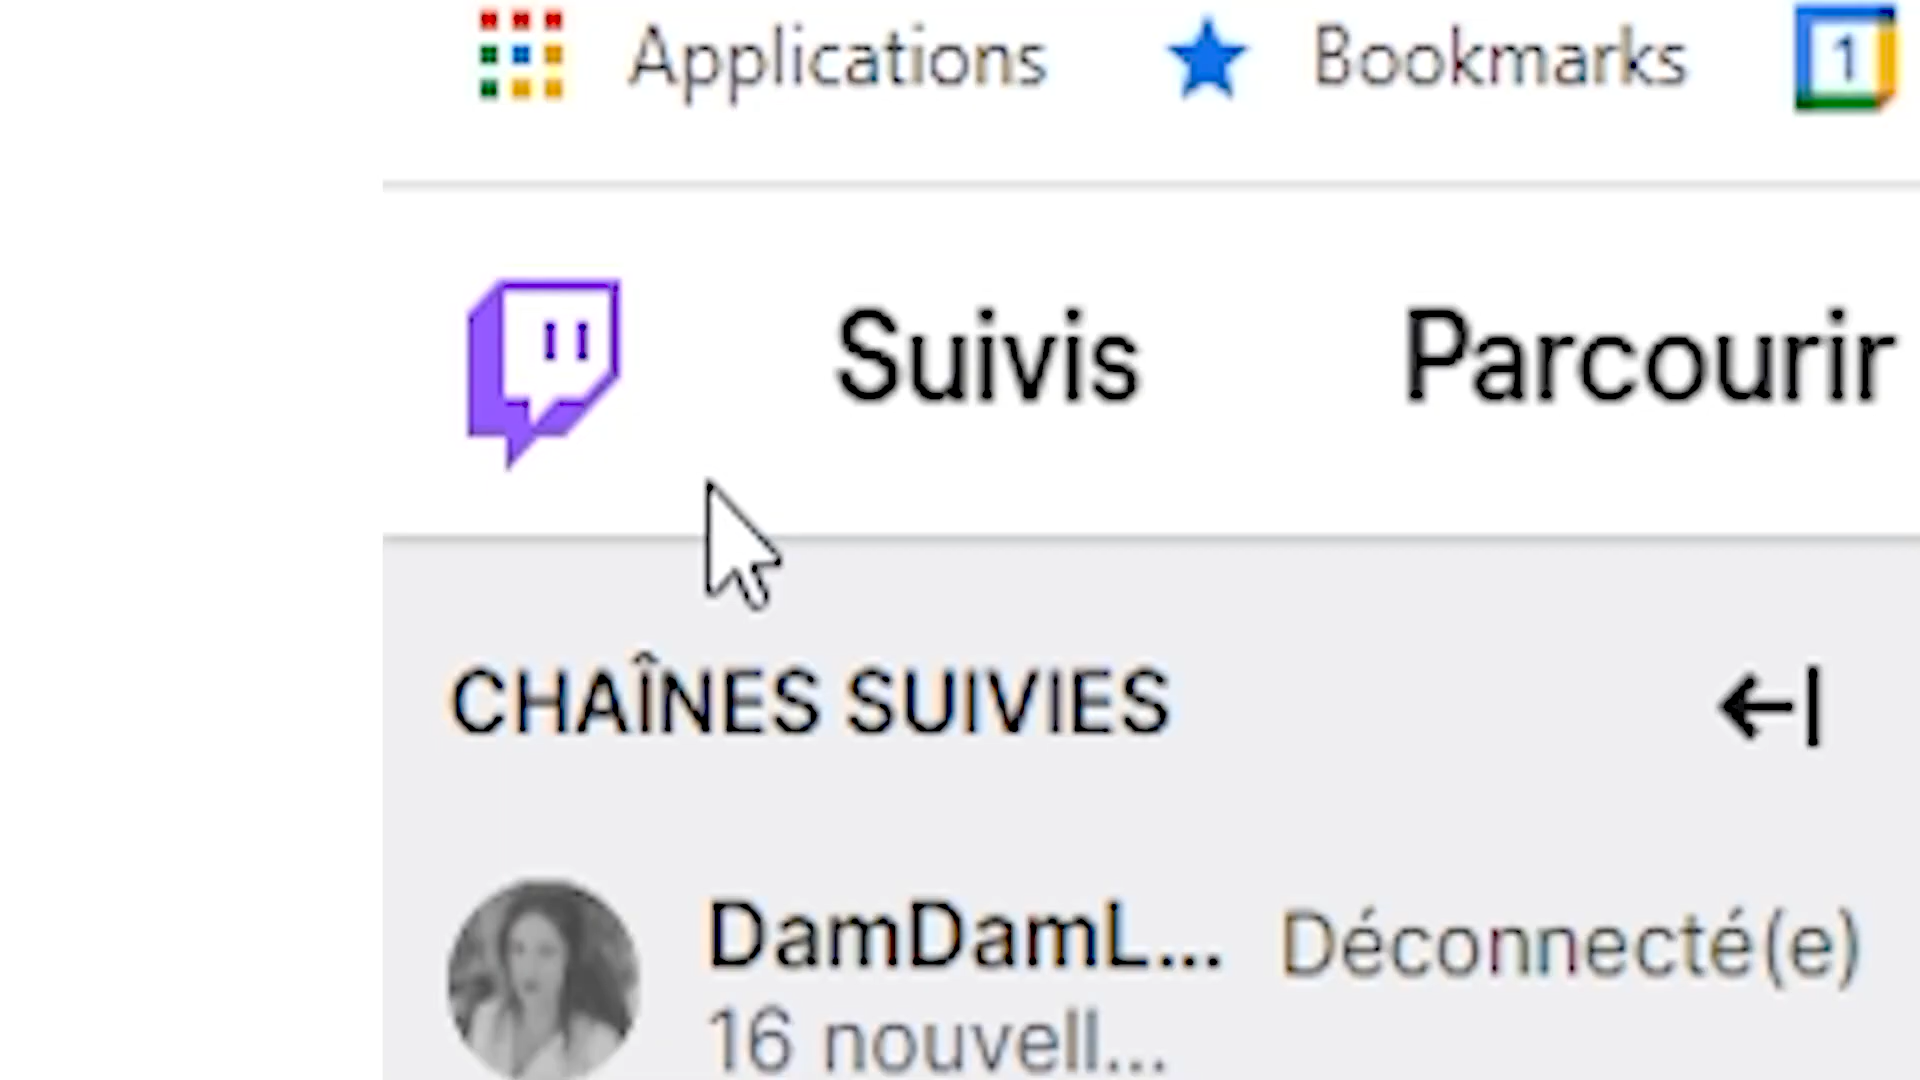 Applications Bookmarks 1
Suivis Parcourir
CHAÎNES SUIVIES
DamDamL... Déconnecté(e)
16 nouvell...